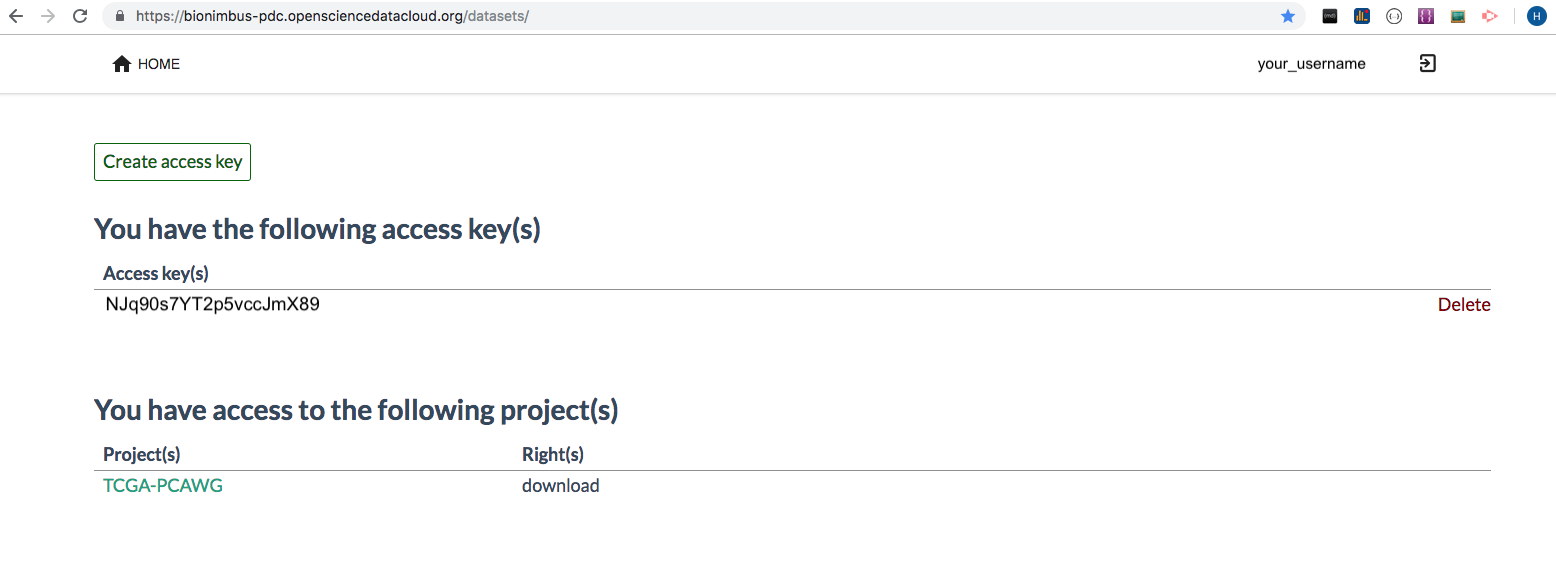 https://bionimbus-pdc.opensciencedatacloud.org/datasets/
H
HOME
your_username
Create access key
You have the following access key(s)
Access key(s)
NJq90s7YT2p5vccJmX89 Delete
You have access to the following project(s)
Project(s) Right(s)
TCGA-PCAWG download